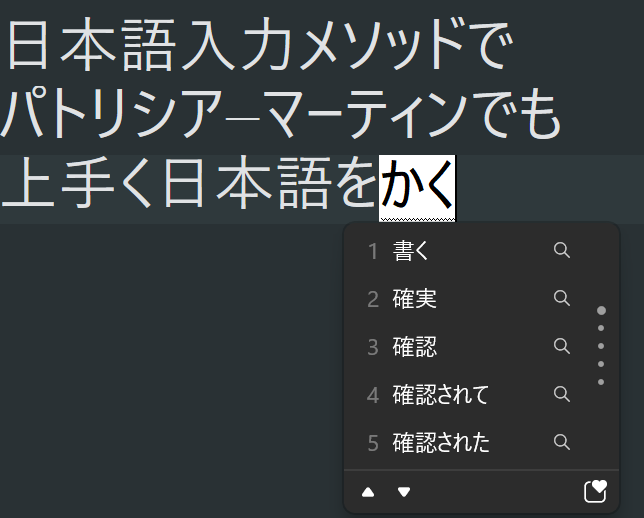 日本語入力メソッドで
パトリシア―マーティンでも
上手く日本語をかく
1 書く
2 確実
3 確認
4 確認されて
5 確認された